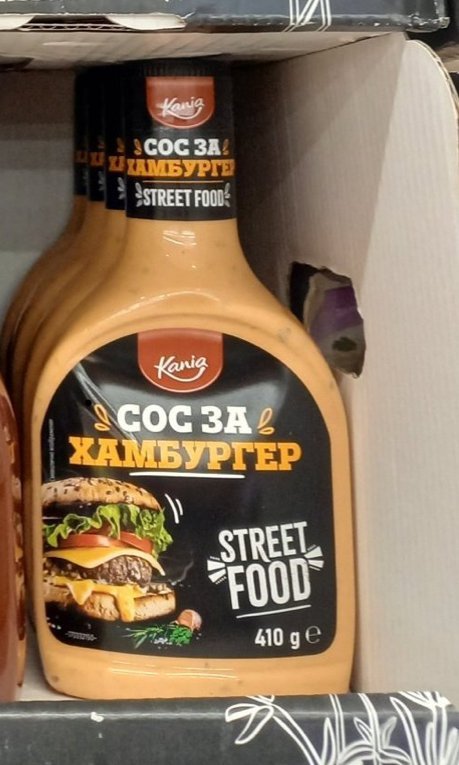 Kania
СОС ЗА
ХАМБУРГЕР
STREET FOOD
Kania
СОС ЗА
ХАМБУРГЕР
STREET
FOOD
410 g e